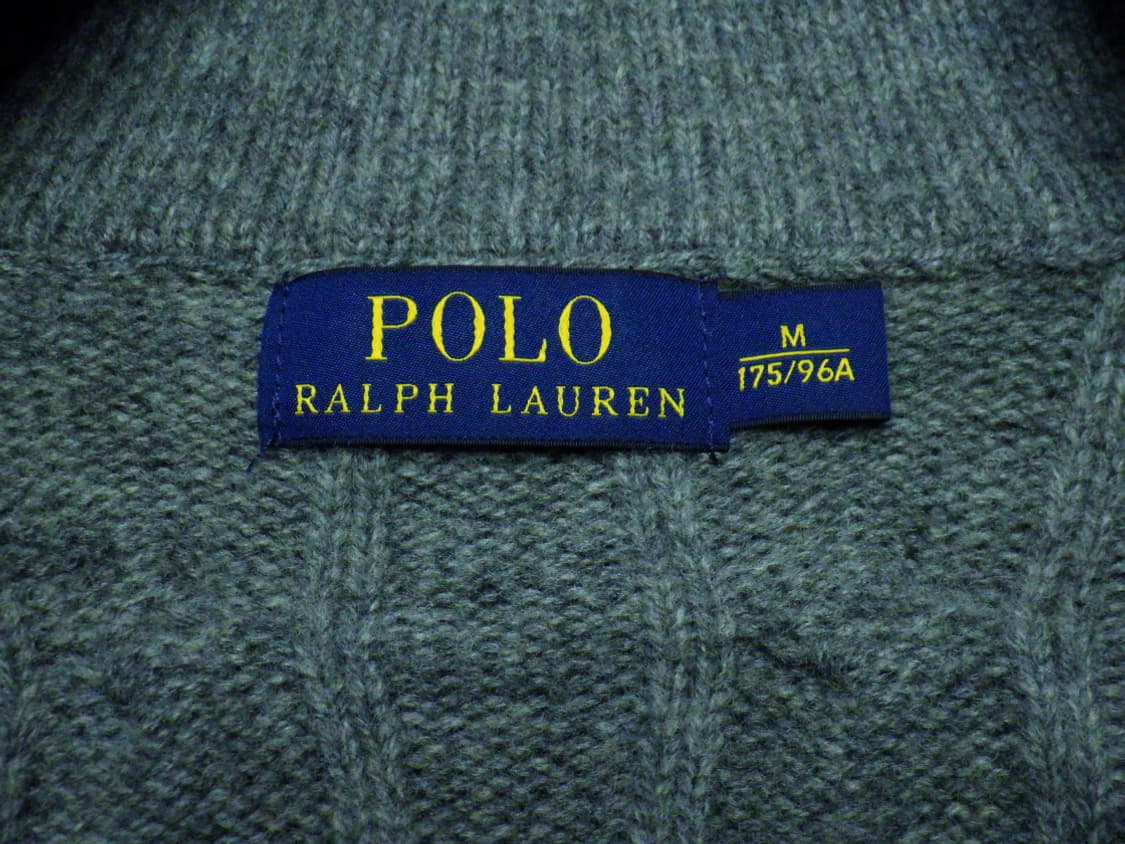 POLO
RALPH LAUREN
M
175/96A